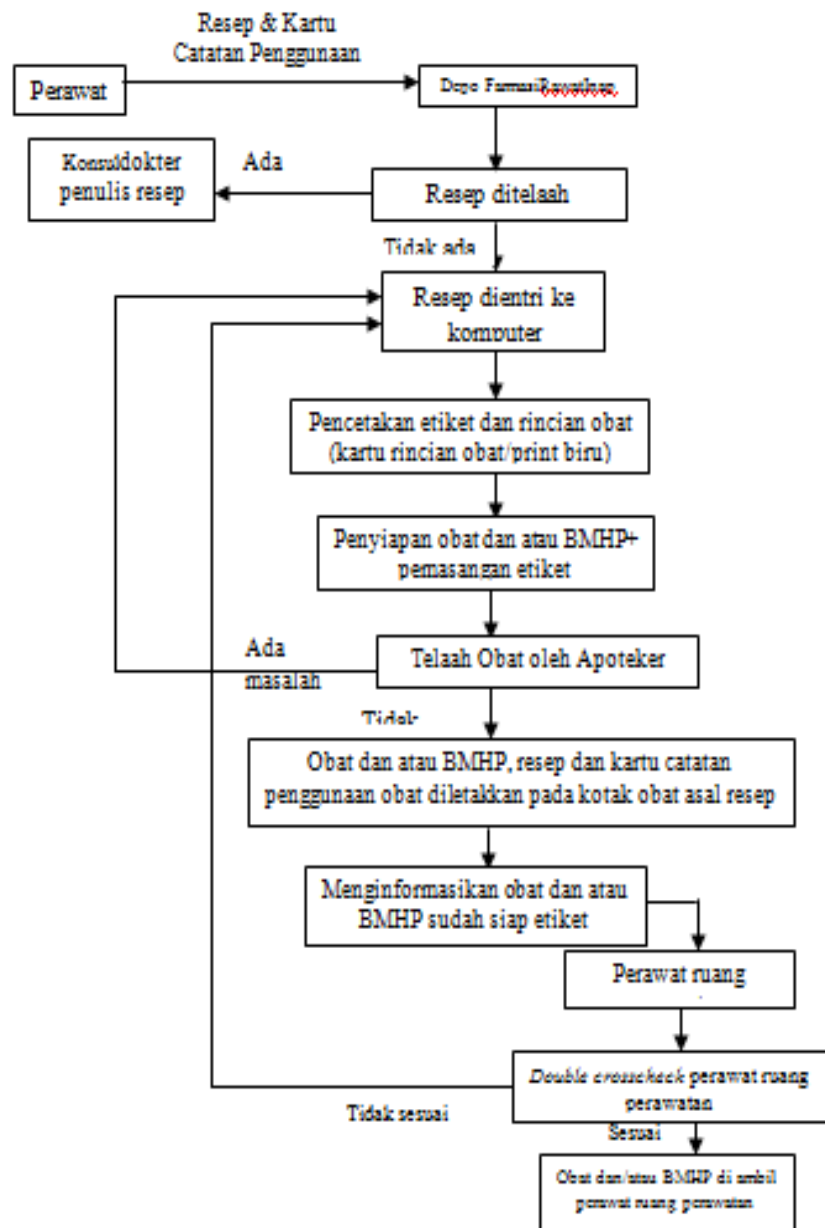 Resep & Kartu
Catatan Penggunaan
Perawat
Depo FarmasiRawatInap
Konsuldokter
penulis resep
Ada
Resep ditelaah
Tidak ada
Resep dientri ke
komputer
Pencetakan etiket dan rincian obat
(kartu rincian obat/print biru)
Penyiapan obat dan atau BMHP+
pemasangan etiket
Ada
masalah
Telaah Obat oleh Apoteker
Tidak
Obat dan atau BMHP, resep dan kartu catatan
penggunaan obat diletakkan pada kotak obat asal resep
Menginformasikan obat dan atau
BMHP sudah siap etiket
Perawat ruang
Double crosscheck perawat ruang
perawatan
Tidak sesuai
Sesuai
Obat dan/atau BMHP di ambil
perawat ruang perawatan